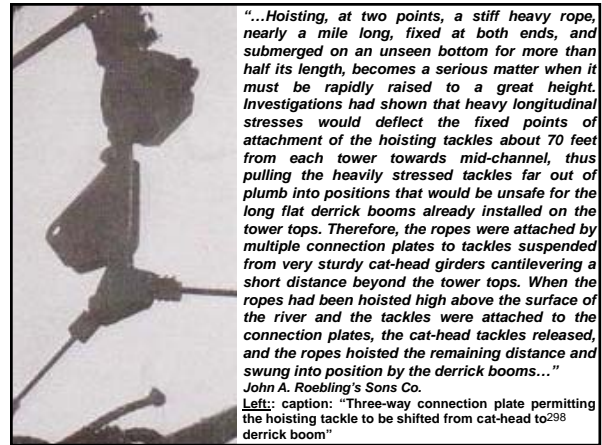 “…Hoisting, at two points, a stiff heavy rope,
nearly a mile long, fixed at both ends, and
submerged on an unseen bottom for more than
half its length, becomes a serious matter when it
must be rapidly raised to a great height.
Investigations had shown that heavy longitudinal
stresses would deflect the fixed points of
attachment of the hoisting tackles about 70 feet
from each tower towards mid-channel, thus
pulling the heavily stressed tackles far out of
plumb into positions that would be unsafe for the
long flat derrick booms already installed on the
tower tops. Therefore, the ropes were attached by
multiple connection plates to tackles suspended
from very sturdy cat-head girders cantilevering a
short distance beyond the tower tops. When the
ropes had been hoisted high above the surface of
the river and the tackles were attached to the
connection plates, the cat-head tackles released,
and the ropes hoisted the remaining distance and
swung into position by the derrick booms…”
John A. Roebling’s Sons Co.
Left:: caption: “Three-way connection plate permitting
the hoisting tackle to be shifted from cat-head to298
derrick boom”